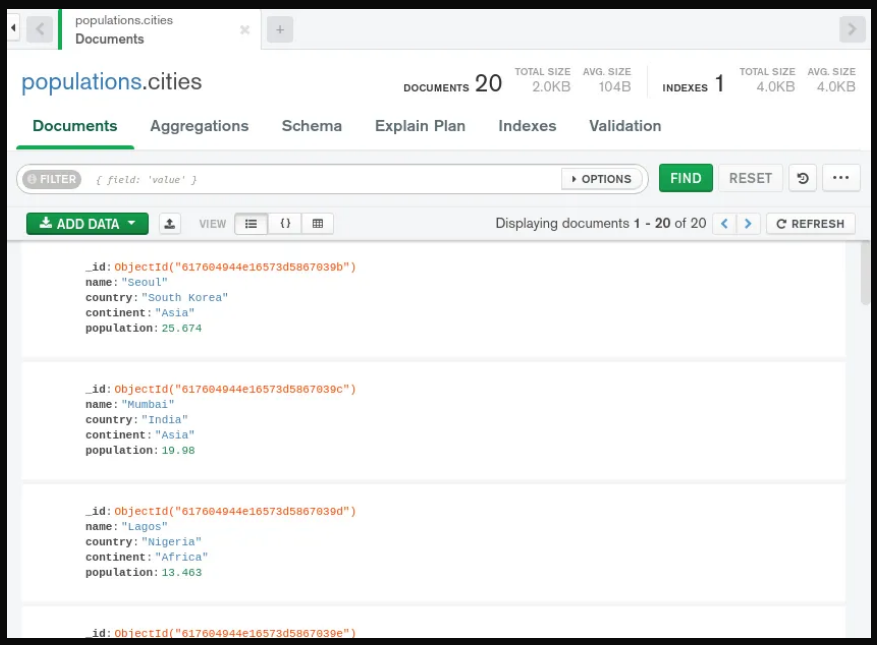 populations.cities
Documents
populations.cities
DOCUMENTS 20
TOTAL SIZE AVG. SIZE
2.0KB 104B
INDEXES 1
TOTAL SIZE AVG. SIZE
4.0KB 4.0KB
Documents Aggregations Schema Explain Plan Indexes Validation
FILTER { field: 'value' } OPTIONS FIND RESET
ADD DATA VIEW {} Displaying documents 1 - 20 of 20 REFRESH
_id: ObjectId("617604944e16573d5867039b")
name: "Seoul"
country: "South Korea"
continent: "Asia"
population: 25.674
_id: ObjectId("617604944e16573d5867039c")
name: "Mumbai"
country: "India"
continent: "Asia"
population: 19.98
_id: ObjectId("617604944e16573d5867039d")
name: "Lagos"
country: "Nigeria"
continent: "Africa"
population: 13.463
_id: ObjectId("617604944e16573d5867039e")